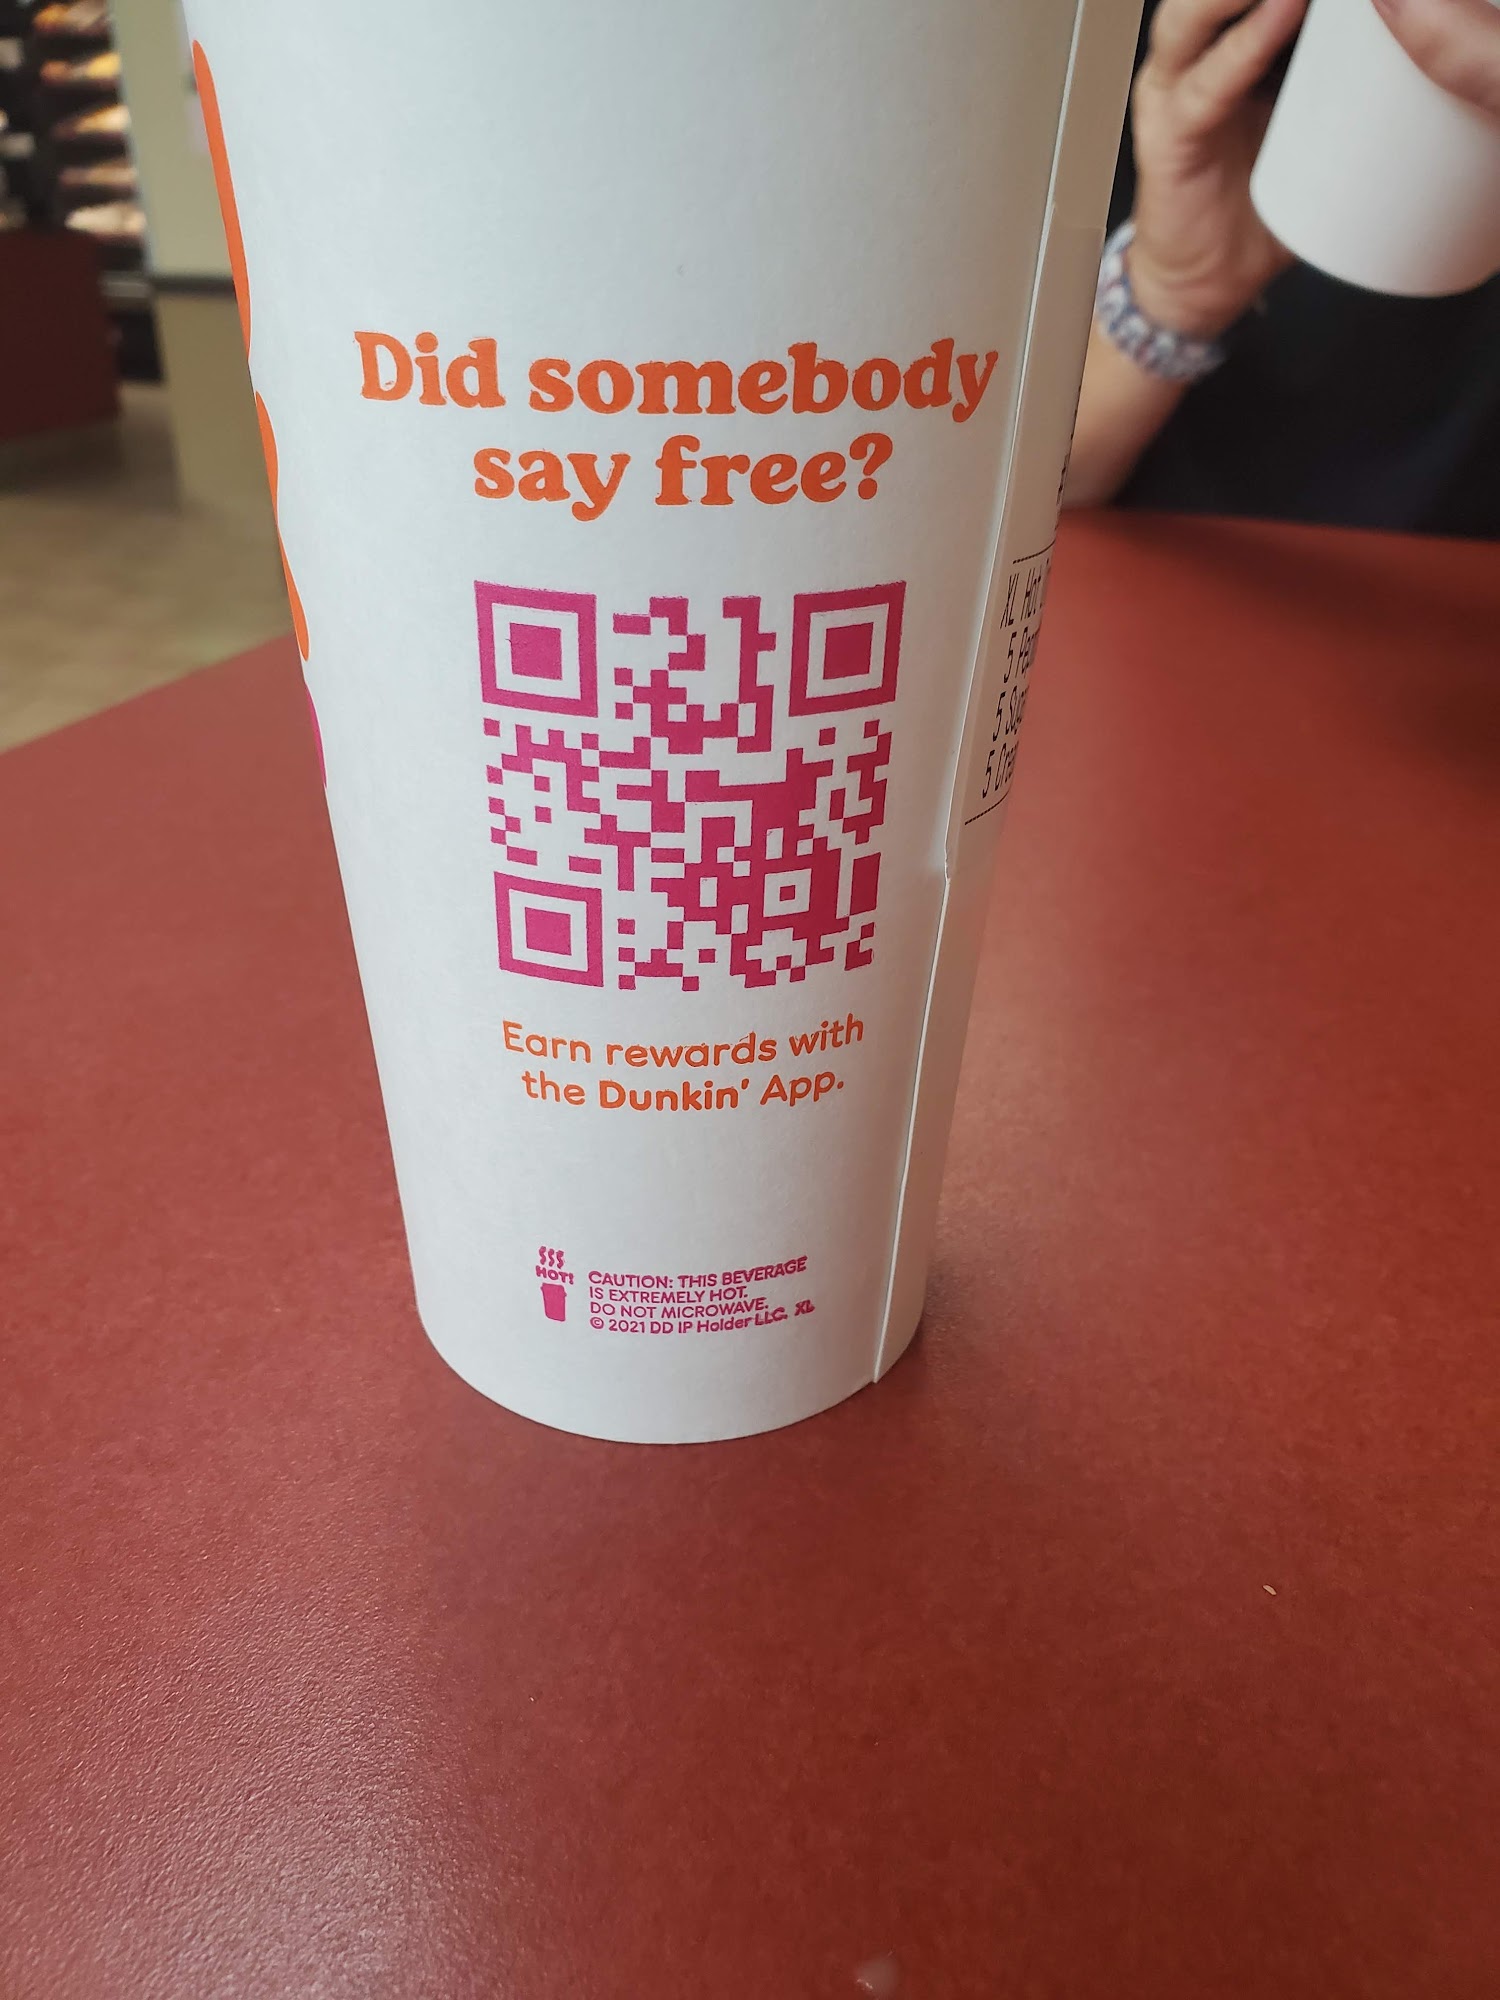 Did somebody
say free?
Earn rewards with
the Dunkin' App.
HOT!
CAUTION: THIS BEVERAGE
IS EXTREMELY HOT.
DO NOT MICROWAVE.
© 2021 DD IP Holder LLC. XL
XL Hot
5
5
5